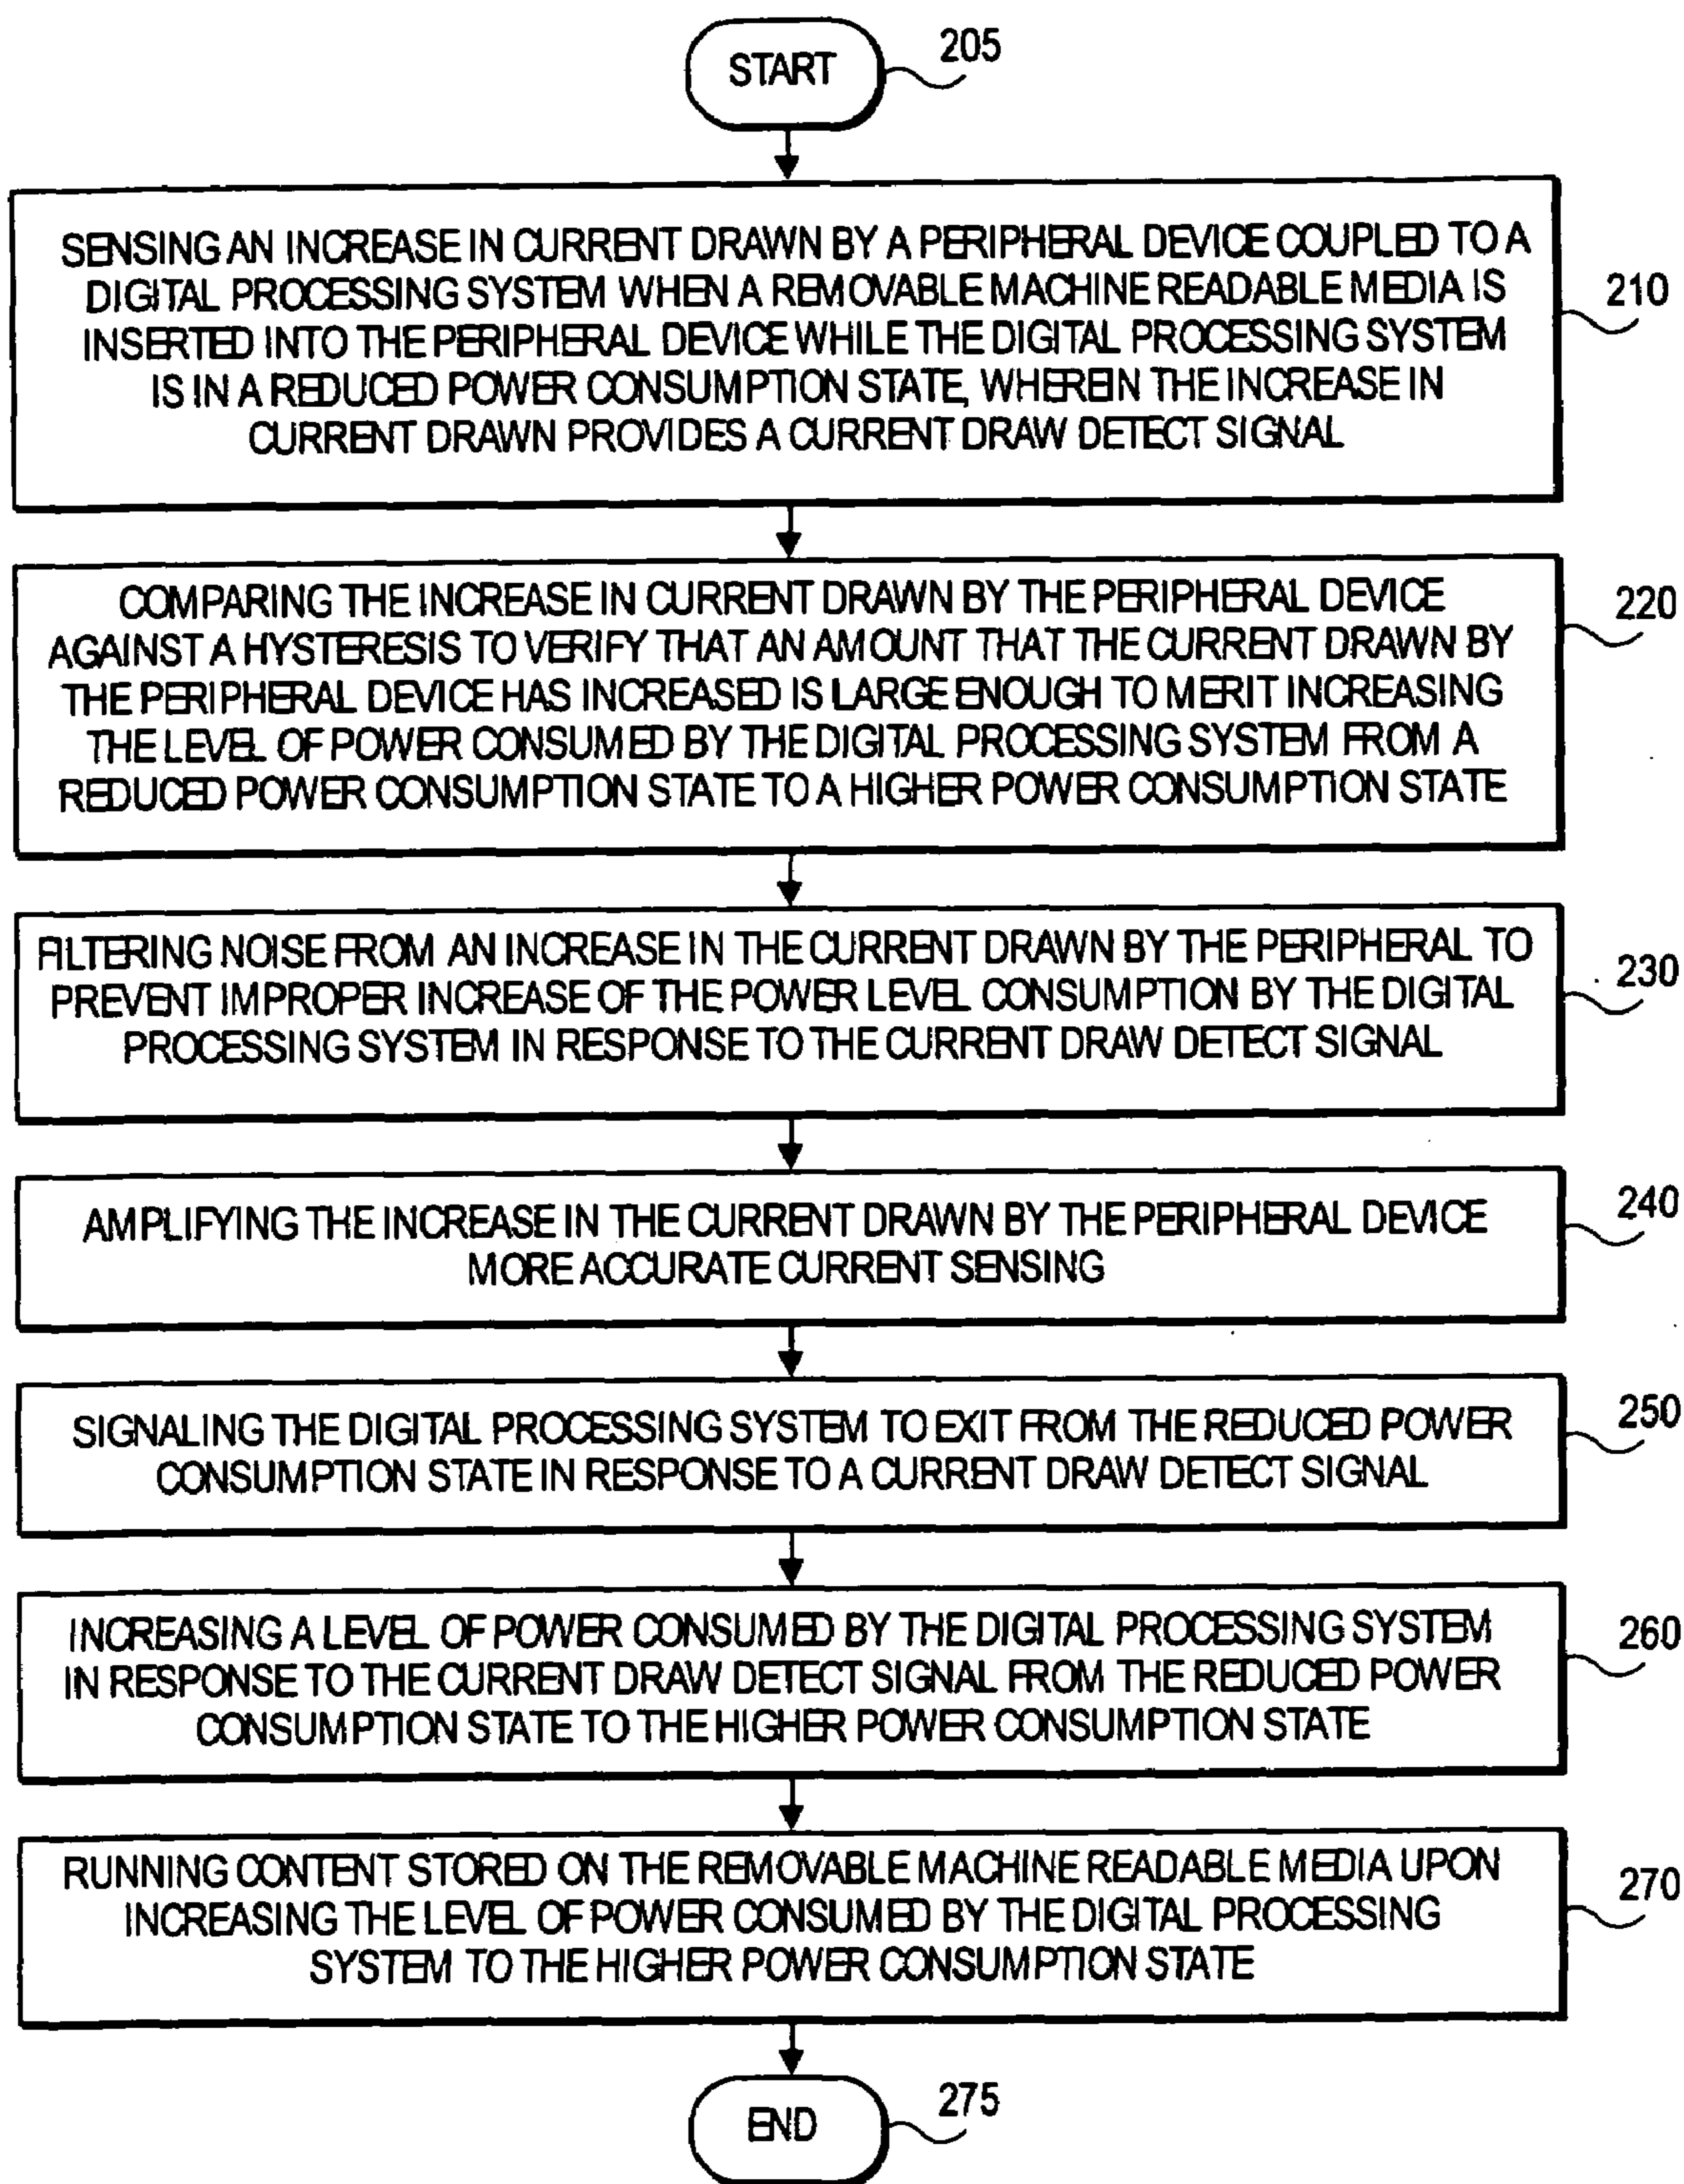 START
205
SENSING AN INCREASE IN CURRENT DRAWN BY A PERIPHERAL DEVICE COUPLED TO A
DIGITAL PROCESSING SYSTEM WHEN A REMOVABLE MACHINE READABLE MEDIA IS
INSERTED INTO THE PERIPHERAL DEVICE WHILE THE DIGITAL PROCESSING SYSTEM
IS IN A REDUCED POWER CONSUMPTION STATE, WHEREIN THE INCREASE IN
CURRENT DRAWN PROVIDES A CURRENT DRAW DETECT SIGNAL
210
COMPARING THE INCREASE IN CURRENT DRAWN BY THE PERIPHERAL DEVICE
AGAINST A HYSTERESIS TO VERIFY THAT AN AMOUNT THAT THE CURRENT DRAWN BY
THE PERIPHERAL DEVICE HAS INCREASED IS LARGE ENOUGH TO MERIT INCREASING
THE LEVEL OF POWER CONSUMED BY THE DIGITAL PROCESSING SYSTEM FROM A
REDUCED POWER CONSUMPTION STATE TO A HIGHER POWER CONSUMPTION STATE
220
FILTERING NOISE FROM AN INCREASE IN THE CURRENT DRAWN BY THE PERIPHERAL TO
PREVENT IMPROPER INCREASE OF THE POWER LEVEL CONSUMPTION BY THE DIGITAL
PROCESSING SYSTEM IN RESPONSE TO THE CURRENT DRAW DETECT SIGNAL
230
AMPLIFYING THE INCREASE IN THE CURRENT DRAWN BY THE PERIPHERAL DEVICE
MORE ACCURATE CURRENT SENSING
240
SIGNALING THE DIGITAL PROCESSING SYSTEM TO EXIT FROM THE REDUCED POWER
CONSUMPTION STATE IN RESPONSE TO A CURRENT DRAW DETECT SIGNAL
250
INCREASING A LEVEL OF POWER CONSUMED BY THE DIGITAL PROCESSING SYSTEM
IN RESPONSE TO THE CURRENT DRAW DETECT SIGNAL FROM THE REDUCED POWER
CONSUMPTION STATE TO THE HIGHER POWER CONSUMPTION STATE
260
RUNNING CONTENT STORED ON THE REMOVABLE MACHINE READABLE MEDIA UPON
INCREASING THE LEVEL OF POWER CONSUMED BY THE DIGITAL PROCESSING
SYSTEM TO THE HIGHER POWER CONSUMPTION STATE
270
END
275